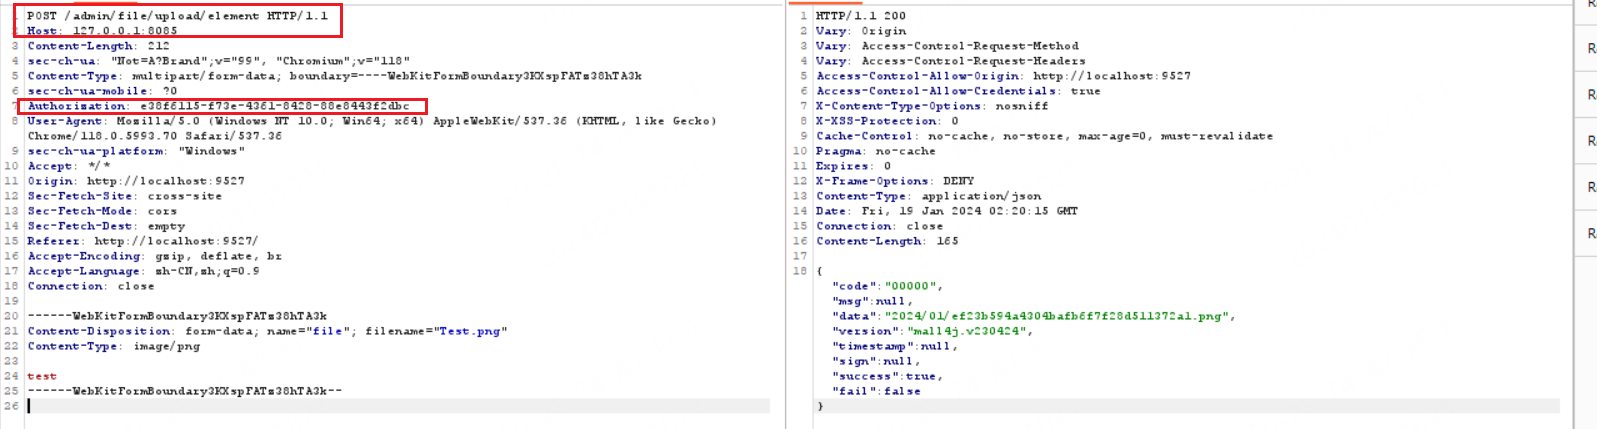 1 POST /admin/file/upload/element HTTP/1.1
2 Host: 127.0.0.1:8085
3 Content-Length: 212
4 sec-ch-ua: "Not=A?Brand";v="99", "Chromium";v="118"
5 Content-Type: multipart/form-data; boundary=----WebKitFormBoundary3KXspFATz38hTA3k
6 sec-ch-ua-mobile: ?0
7 Authorization: e38f6115-f73e-4361-8428-88e8443f2dbc
8 User-Agent: Mozilla/5.0 (Windows NT 10.0; Win64; x64) AppleWebKit/537.36 (KHTML, like Gecko)
Chrome/118.0.5993.70 Safari/537.36
9 sec-ch-ua-platform: "Windows"
10 Accept: */*
11 Origin: http://localhost:9527
12 Sec-Fetch-Site: cross-site
13 Sec-Fetch-Mode: cors
14 Sec-Fetch-Dest: empty
15 Referer: http://localhost:9527/
16 Accept-Encoding: gzip, deflate, br
17 Accept-Language: zh-CN,zh;q=0.9
18 Connection: close
19
20 ------WebKitFormBoundary3KXspFATz38hTA3k
21 Content-Disposition: form-data; name="file"; filename="Test.png"
22 Content-Type: image/png
23
24 test
25 ------WebKitFormBoundary3KXspFATz38hTA3k--
26
1 HTTP/1.1 200
2 Vary: Origin
3 Vary: Access-Control-Request-Method
4 Vary: Access-Control-Request-Headers
5 Access-Control-Allow-Origin: http://localhost:9527
6 Access-Control-Allow-Credentials: true
7 X-Content-Type-Options: nosniff
8 X-XSS-Protection: 0
9 Cache-Control: no-cache, no-store, max-age=0, must-revalidate
10 Pragma: no-cache
11 Expires: 0
12 X-Frame-Options: DENY
13 Content-Type: application/json
14 Date: Fri, 19 Jan 2024 02:20:15 GMT
15 Connection: close
16 Content-Length: 165
17
18 {
"code":"00000",
"msg":null,
"data":"2024/01/ef23b594a4304bafb6f7f28d511372a1.png",
"version":"mall4j.v230424",
"timestamp":null,
"sign":null,
"success":true,
"fail":false
}